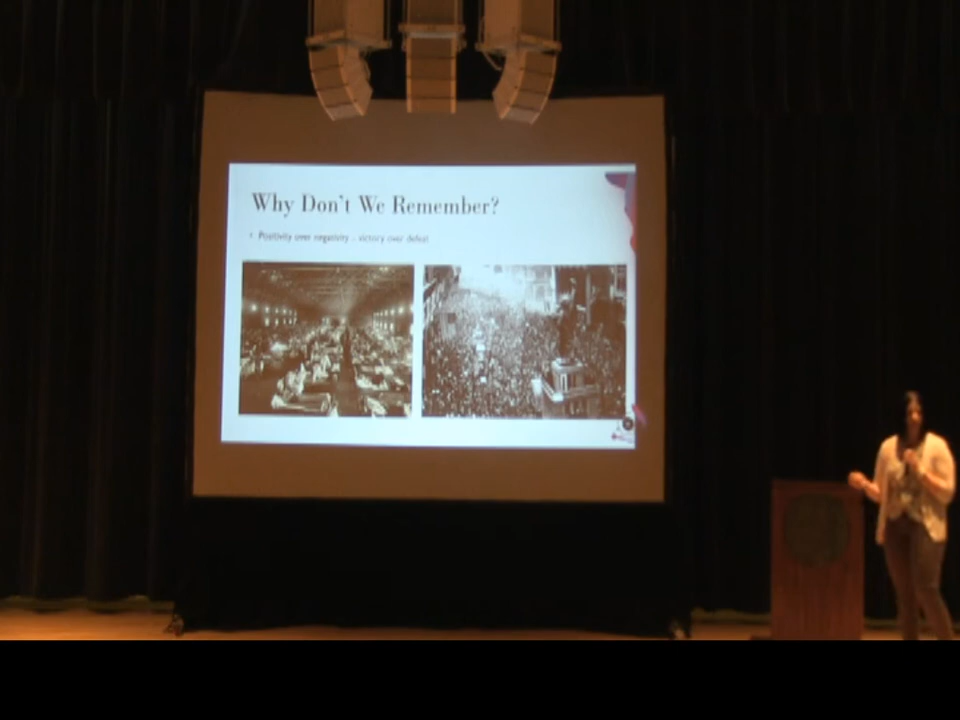 Why Don't We Remember?
• Positivity over negativity – victory over defeat